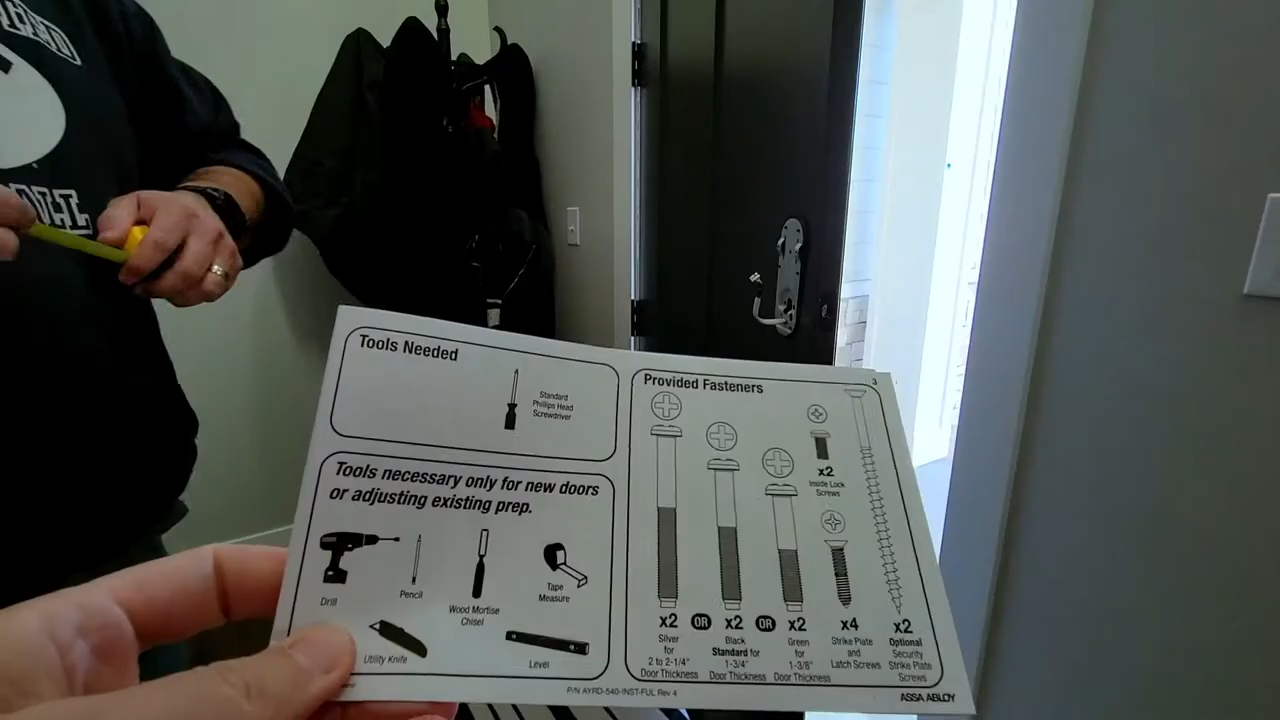 Tools Needed
Standard
Phillips Head
Screwdriver
Tools necessary only for new doors
or adjusting existing prep.
Drill
Pencil
Wood Mortise
Chisel
Tape
Measure
Utility Knife
Level
3
Provided Fasteners
x2
Inside Lock
Screws
x2
Silver
for
2 to 2-1/4"
Door Thickness
OR
x2
Black
Standard for
1-3/4"
Door Thickness
OR
x2
Green
for
1-3/8"
Door Thickness
x4
Strike Plate
and
Latch Screws
x2
Optional
Security
Strike Plate
Screws
P/N AYRD-540-INST-FUL Rev 4
ASSA ABLOY